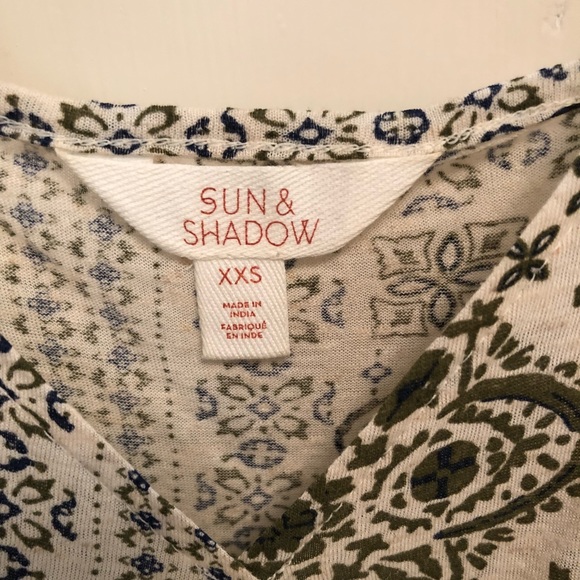 SUN &
SHADOW
XXS
MADE IN
INDIA
FABRIQUÉ
EN INDE